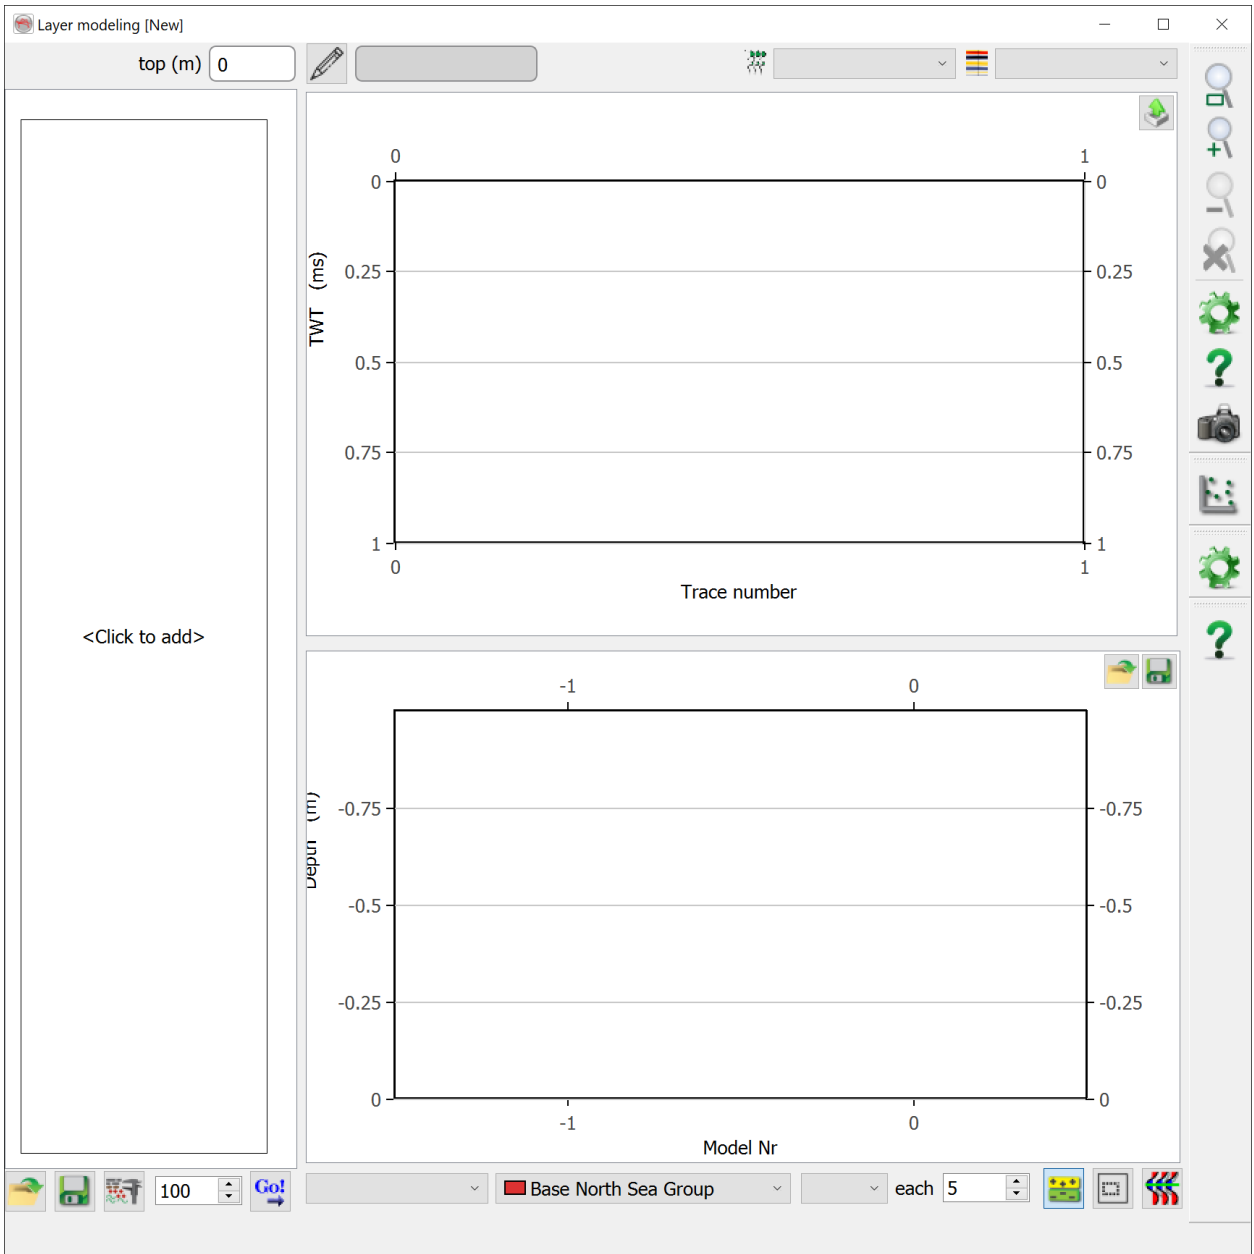 Layer modeling [New]
top (m) 0
0 1
0 0
0.25 0.25
0.5 0.5
0.75 0.75
1 1
0 1
TWT (ms)
Trace number
<Click to add>
-1 0
-0.75 -0.75
-0.5 -0.5
-0.25 -0.25
0 0
-1 0
Depth (m)
Model Nr
100 Go! Base North Sea Group each 5